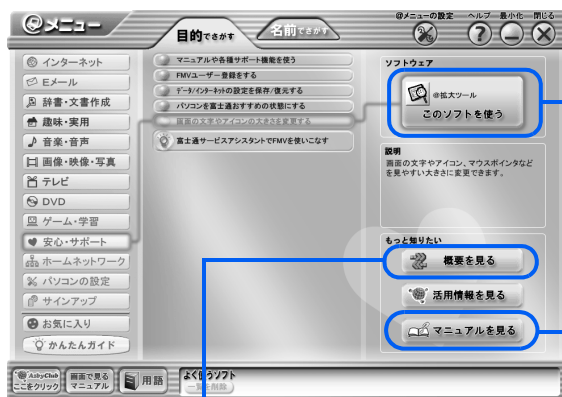 @メニュー
目的でさがす
名前でさがす
@メニューの設定 ヘルプ 最小化 閉じる
インターネット
Eメール
辞書・文書作成
趣味・実用
音楽・音声
画像・映像・写真
テレビ
DVD
ゲーム・学習
安心・サポート
ホームネットワーク
パソコンの設定
サインアップ
お気に入り
かんたんガイド
マニュアルや各種サポート機能を使う
FMVユーザー登録をする
データ/インターネットの設定を保存/復元する
パソコンを富士通おすすめの状態にする
画面の文字やアイコンの大きさを変更する
富士通サービスアシスタントでFMVを使いこなす
ソフトウェア
@拡大ツール
このソフトを使う
説明
画面の文字やアイコン、マウスポインタなど
を見やすい大きさに変更できます。
もっと知りたい
概要を見る
活用情報を見る
マニュアルを見る
AzbyClub
ここをクリック
画面で見る
マニュアル
用語
よく使うソフト
一覧を削除